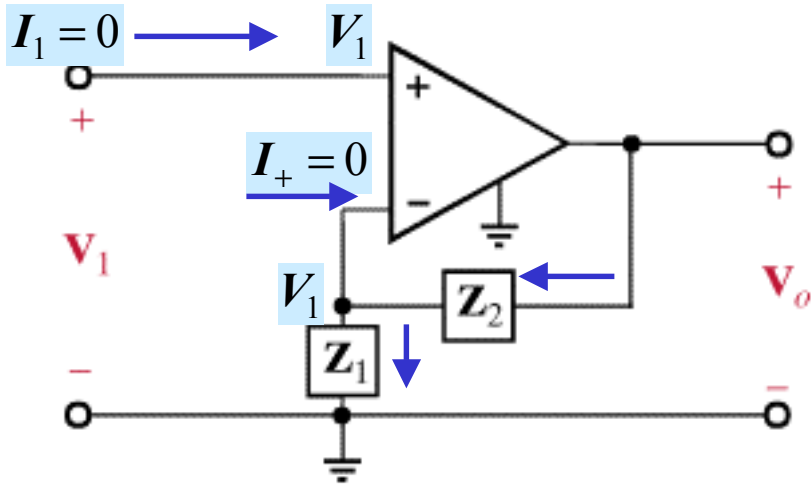 I₁ = 0
V₁
+
+
I₊ = 0
−
+
V₁
Vₒ
V₁
Z₂
Z₁
−
−